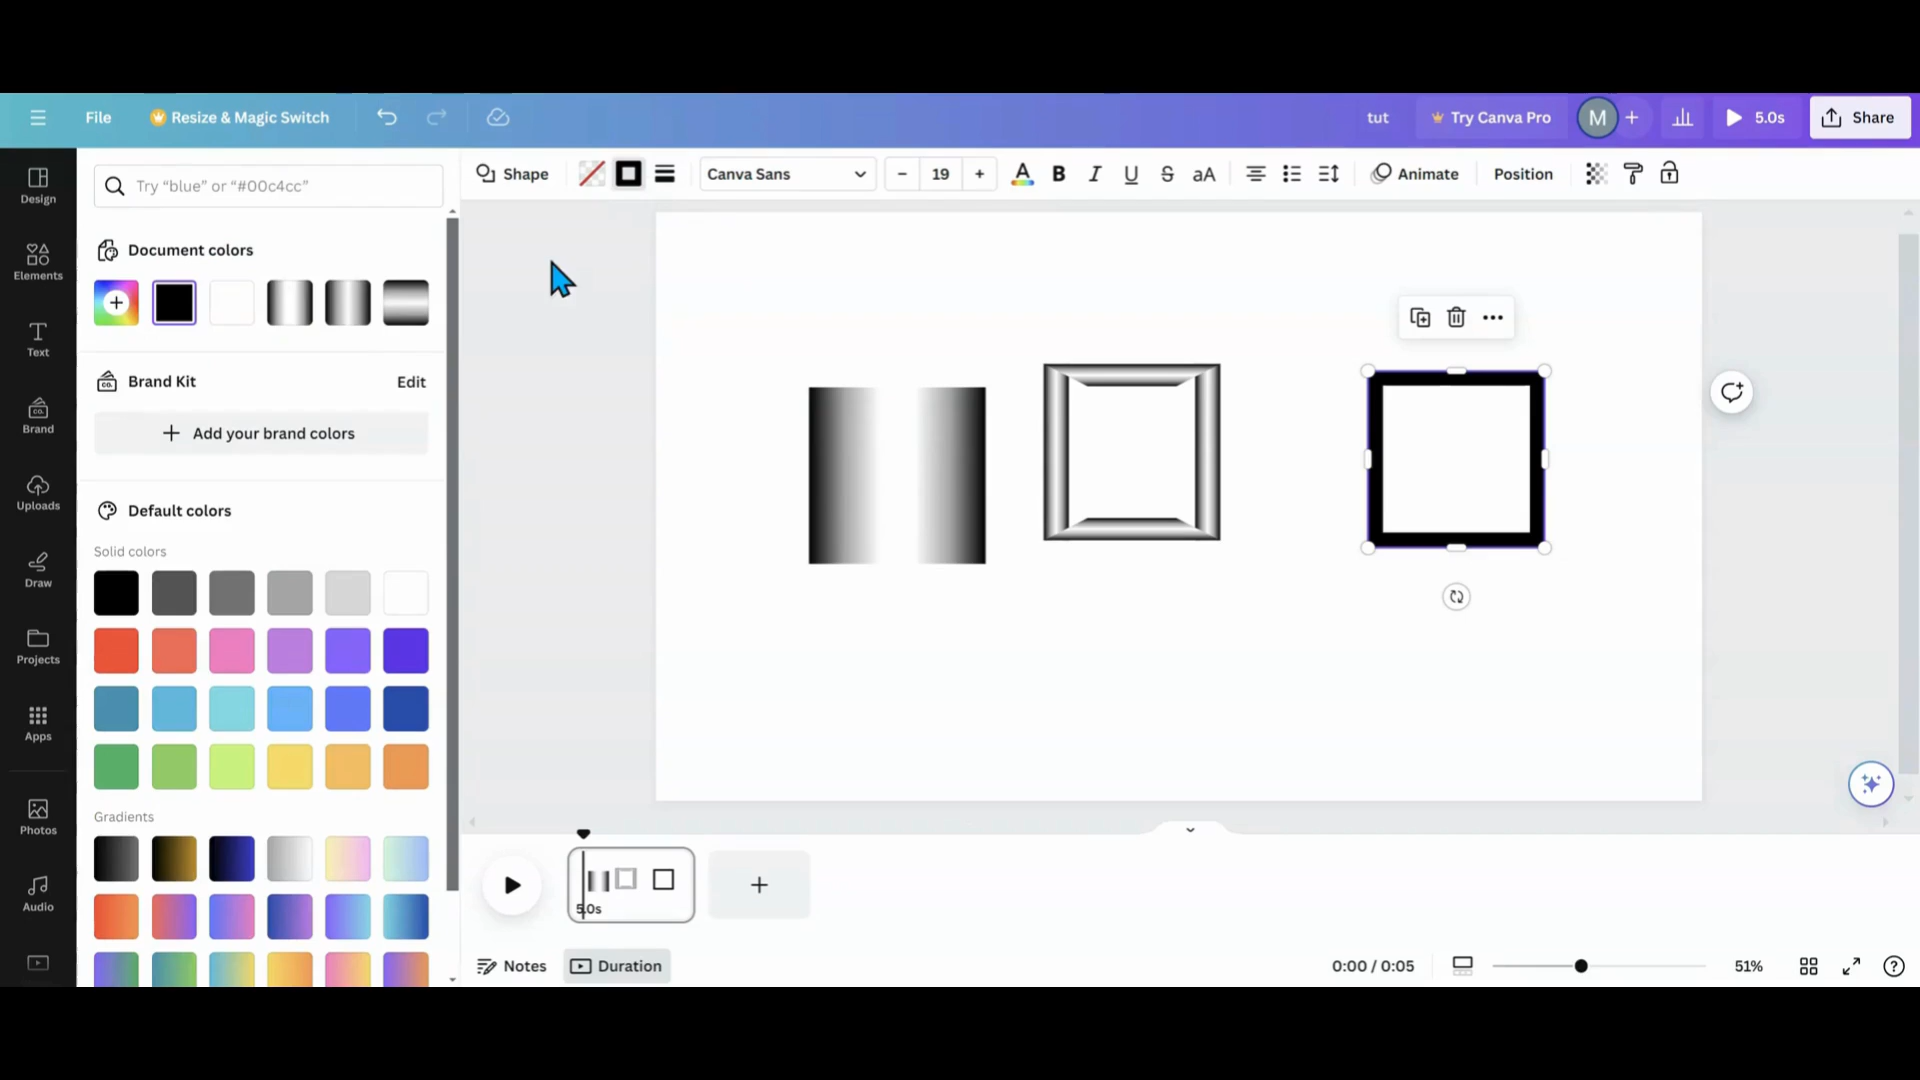 File
Resize & Magic Switch
tut
Try Canva Pro
M
5.0s
Share
Design
Elements
Text
Brand
Uploads
Draw
Projects
Apps
Photos
Audio
Try “blue” or “#00c4cc”
Document colors
Brand Kit
Edit
Add your brand colors
Default colors
Solid colors
Gradients
Shape
Canva Sans
19
A
B
I
U
S
aA
Animate
Position
5.0s
Notes
Duration
0:00 / 0:05
51%